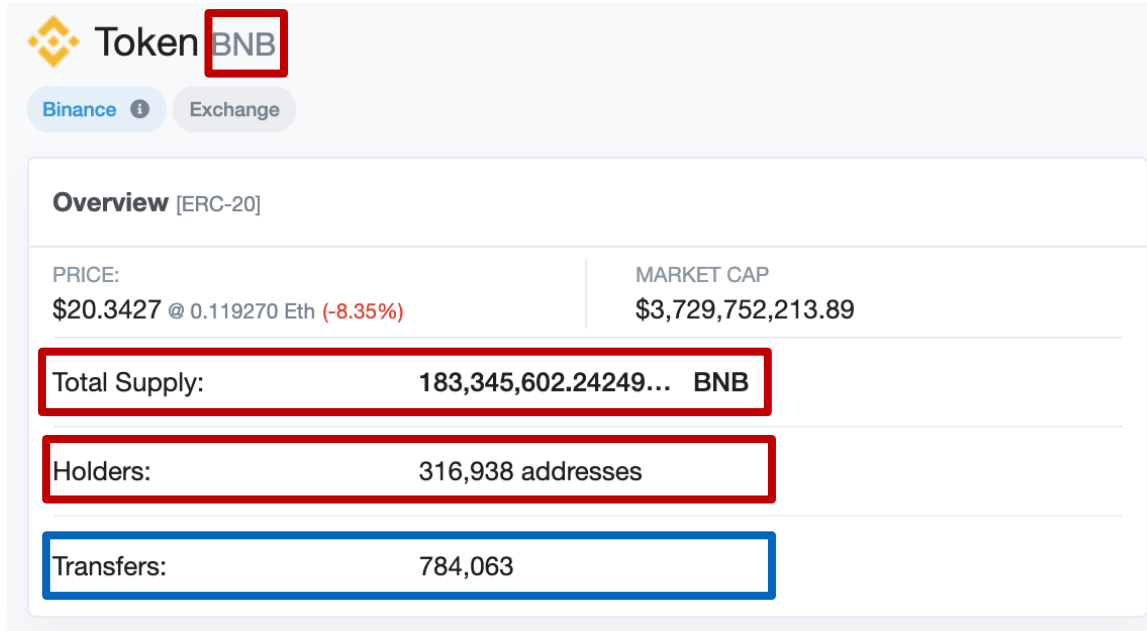 Token BNB
Binance Exchange
Overview [ERC-20]
PRICE:
$20.3427 @ 0.119270 Eth (-8.35%)
MARKET CAP
$3,729,752,213.89
Total Supply: 183,345,602.24249... BNB
Holders: 316,938 addresses
Transfers: 784,063